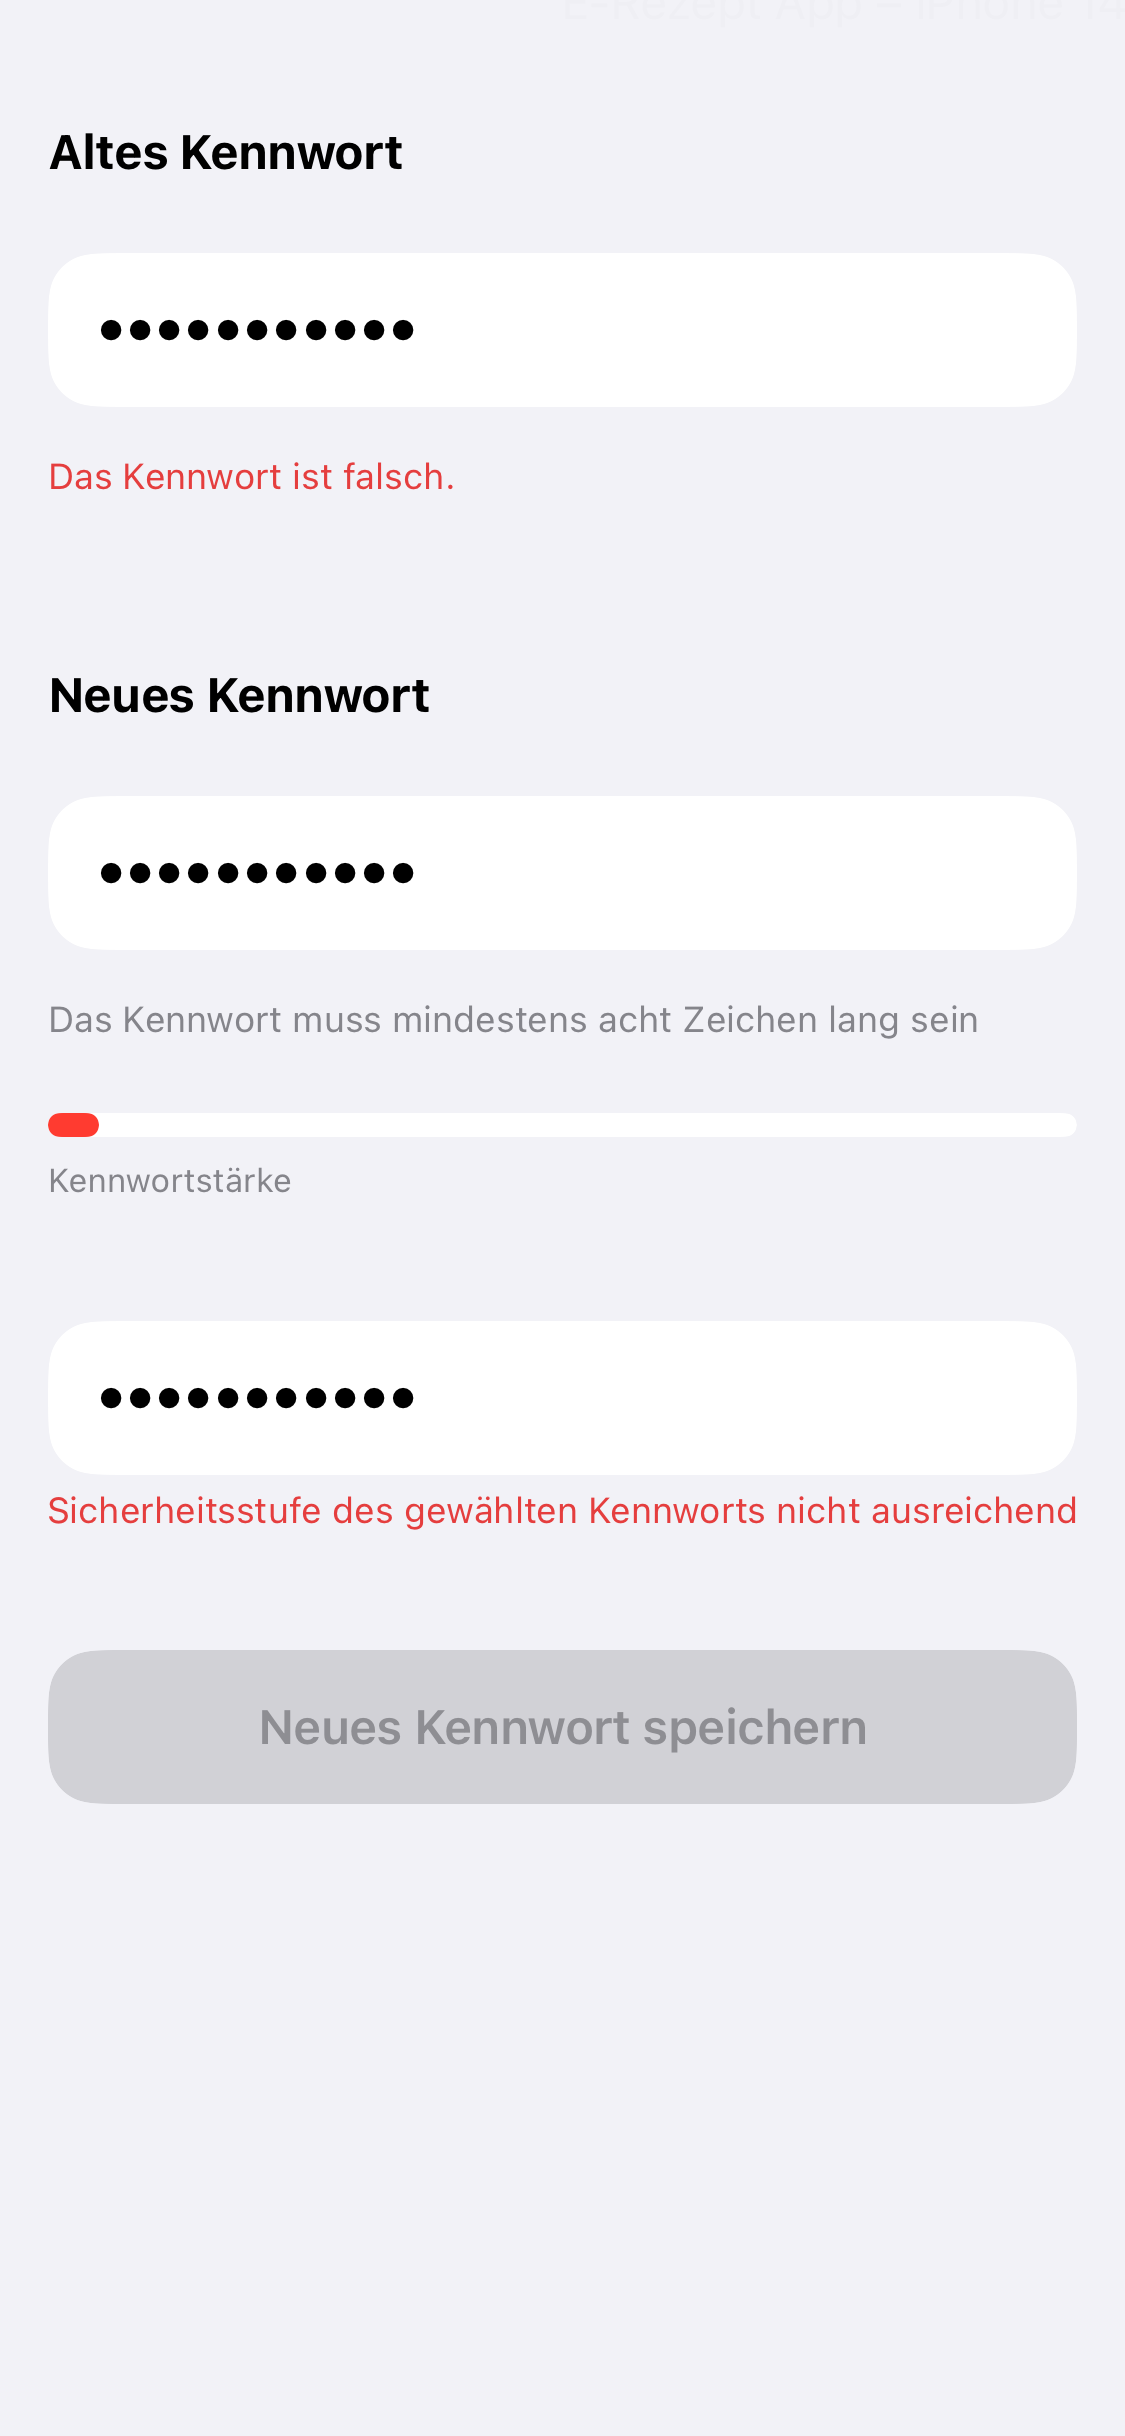 E-Rezept App – iPhone 14
Altes Kennwort
•••••••••••
Das Kennwort ist falsch.
Neues Kennwort
•••••••••••
Das Kennwort muss mindestens acht Zeichen lang sein
Kennwortstärke
•••••••••••
Sicherheitsstufe des gewählten Kennworts nicht ausreichend
Neues Kennwort speichern